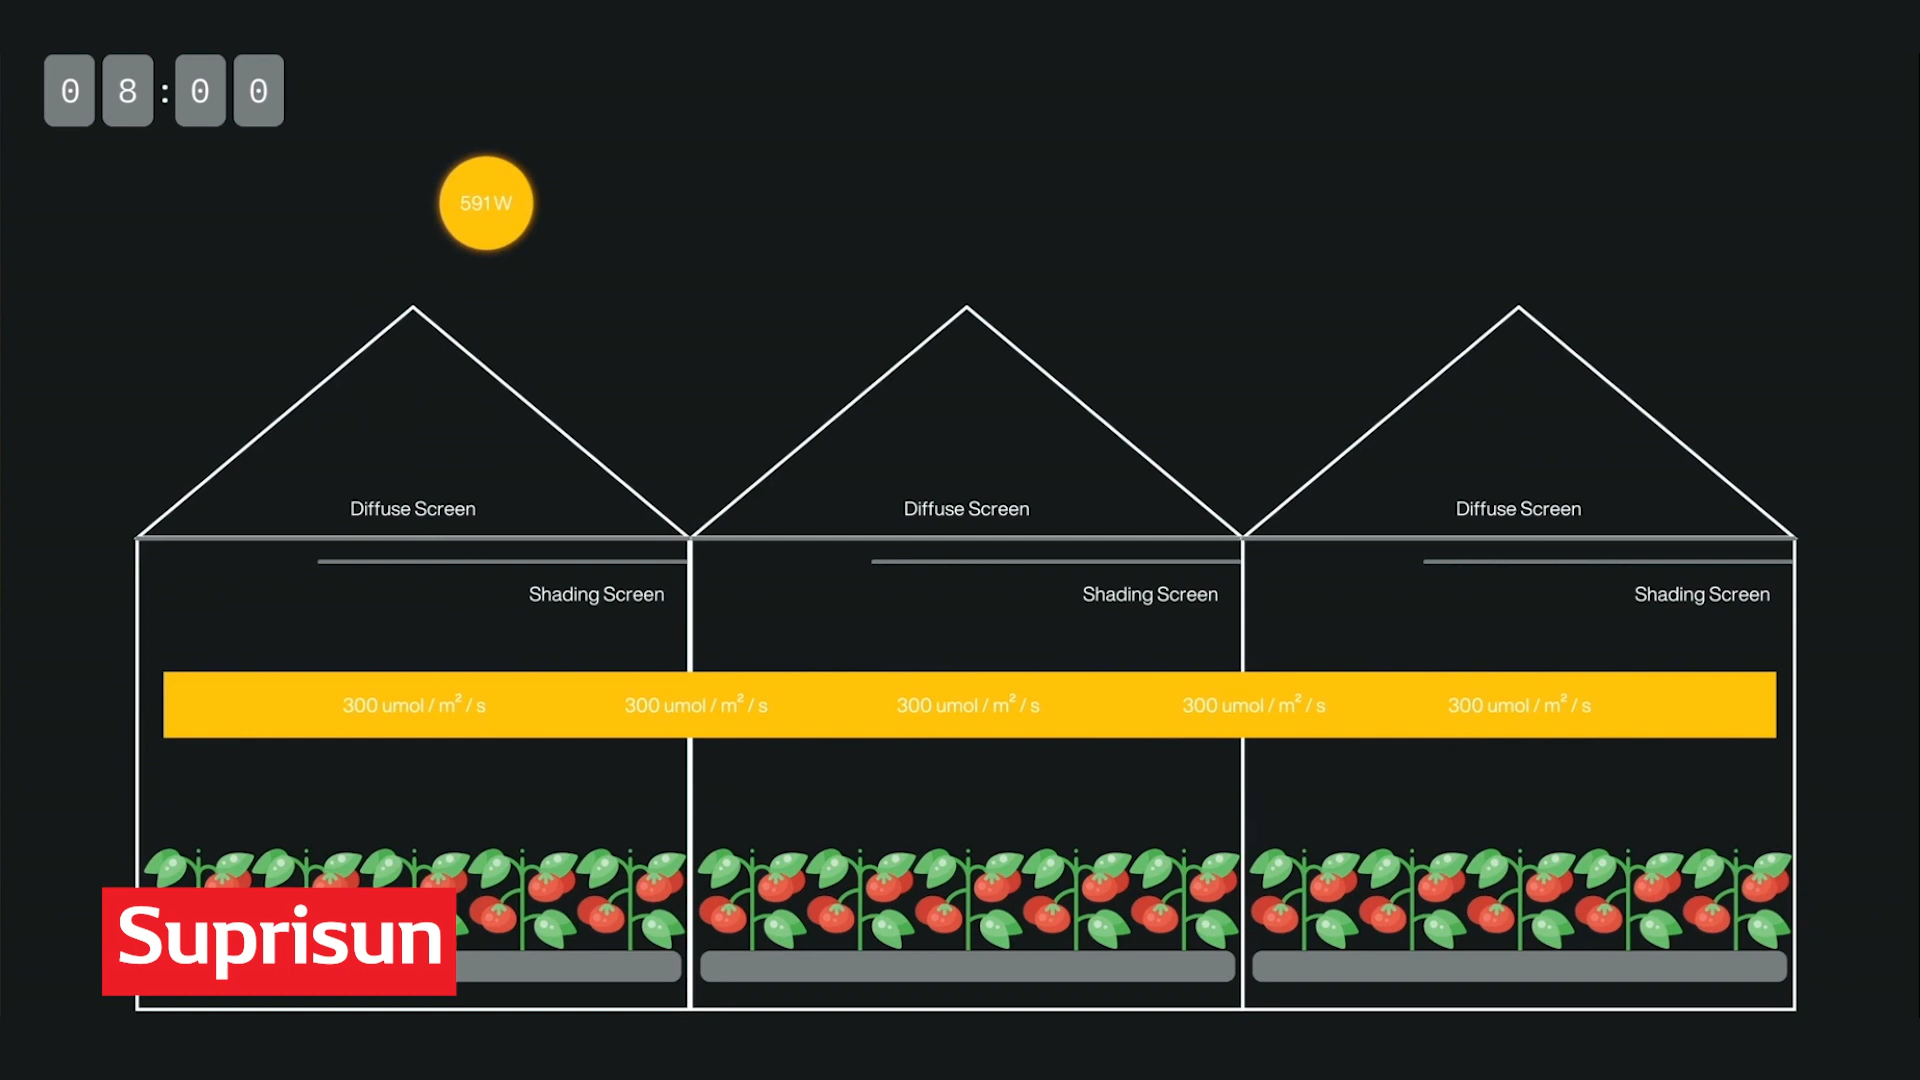 08:00
591W
Diffuse Screen
Diffuse Screen
Diffuse Screen
Shading Screen
Shading Screen
Shading Screen
300 umol / m² / s
300 umol / m² / s
300 umol / m² / s
300 umol / m² / s
300 umol / m² / s
Suprisun